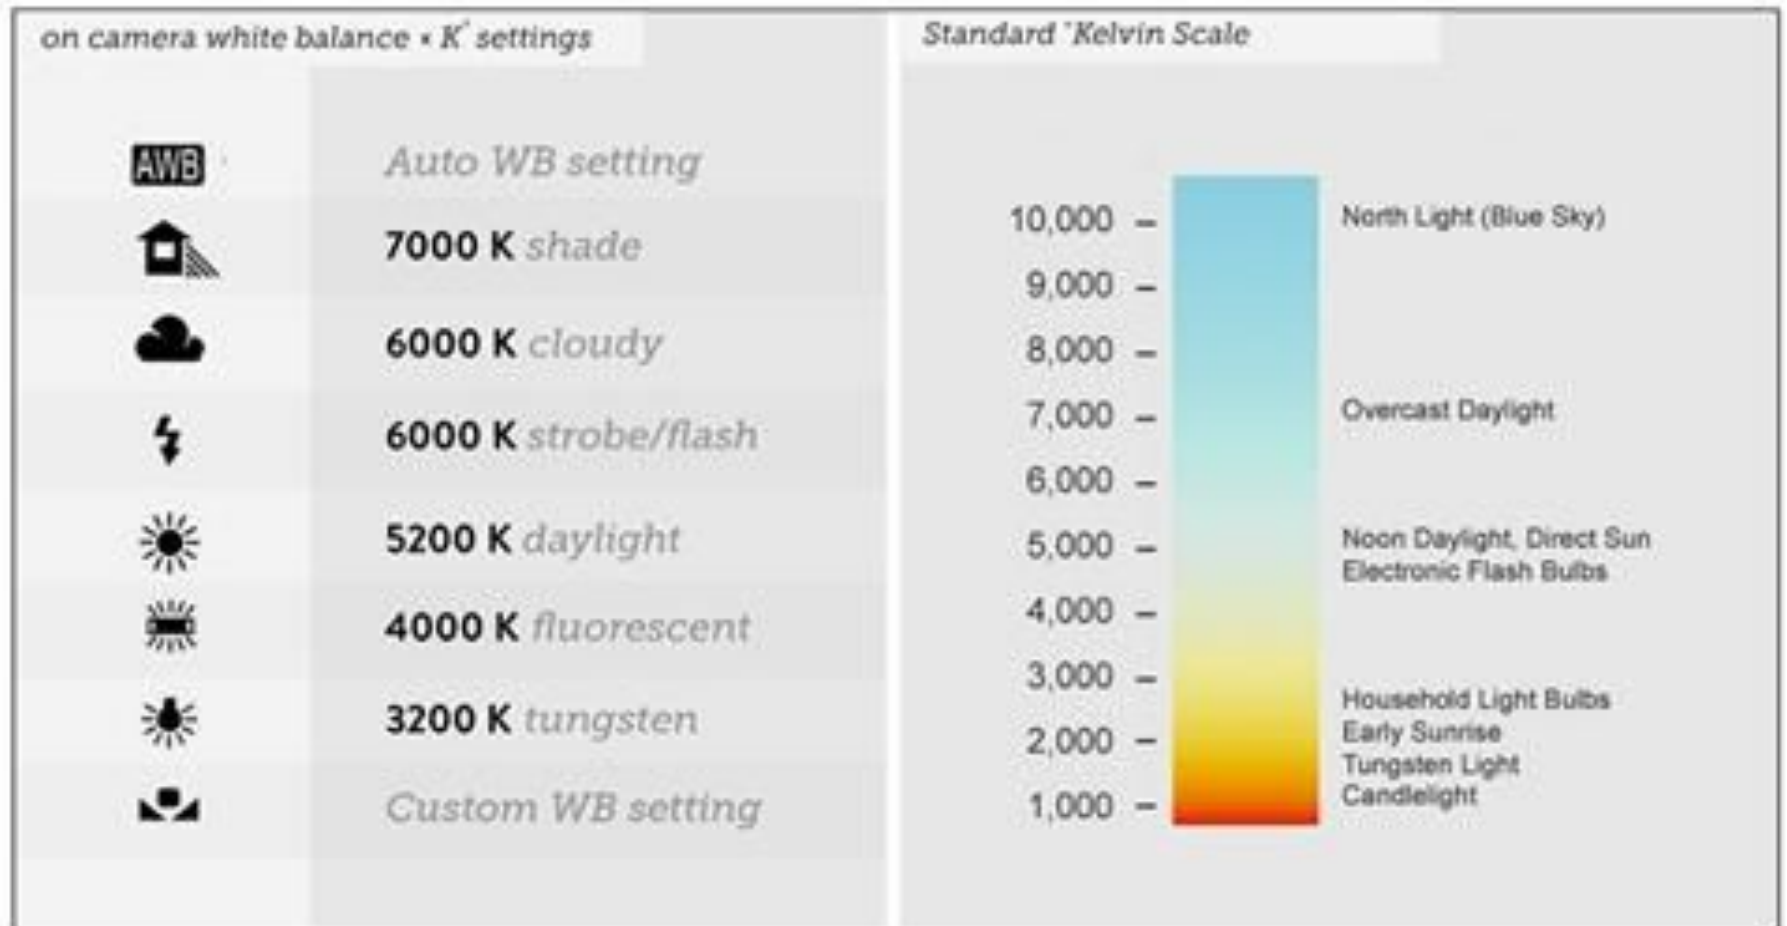 on camera white balance × K° settings
AWB
Auto WB setting
7000 K shade
6000 K cloudy
6000 K strobe/flash
5200 K daylight
4000 K fluorescent
3200 K tungsten
Custom WB setting
Standard °Kelvin Scale
10,000 – North Light (Blue Sky)
9,000 –
8,000 –
7,000 – Overcast Daylight
6,000 –
5,000 – Noon Daylight, Direct Sun
Electronic Flash Bulbs
4,000 –
3,000 –
Household Light Bulbs
2,000 – Early Sunrise
Tungsten Light
1,000 – Candlelight